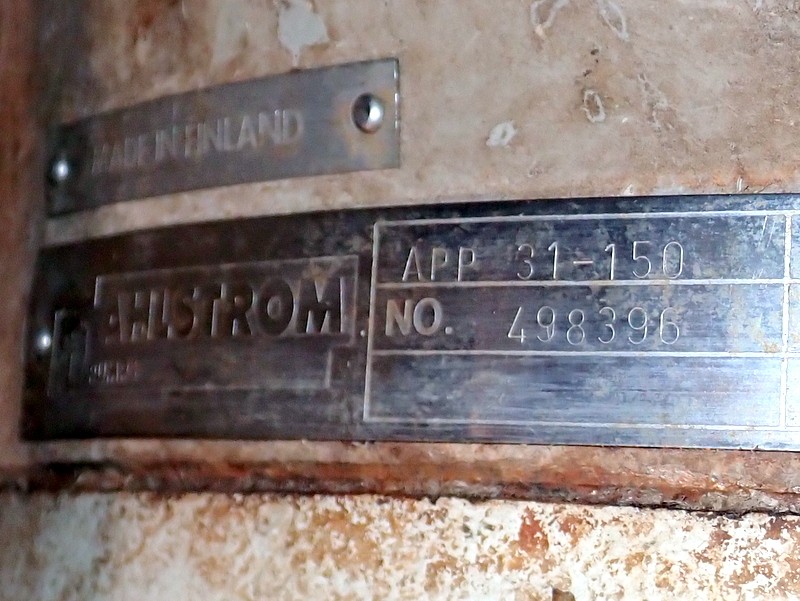 MADE IN FINLAND
AHLSTROM
APP 31-150
NO. 498396